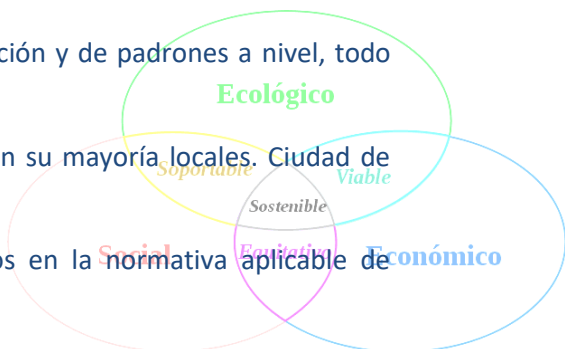 ción y de padrones a nivel, todo
Ecológico
n su mayoría locales. Ciudad de
Soportable
Viable
Sostenible
os en la normativa aplicable de
Social
Equitativo
Económico